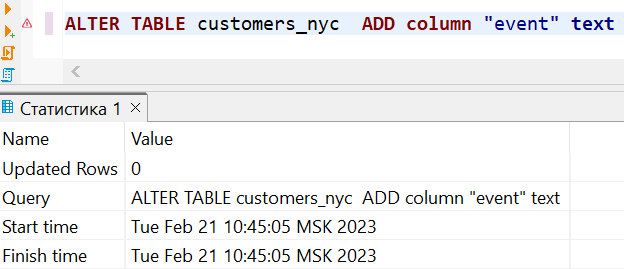 ALTER TABLE customers_nyc  ADD column "event" text
Статистика 1
Name Value
Updated Rows 0
Query ALTER TABLE customers_nyc  ADD column "event" text
Start time Tue Feb 21 10:45:05 MSK 2023
Finish time Tue Feb 21 10:45:05 MSK 2023